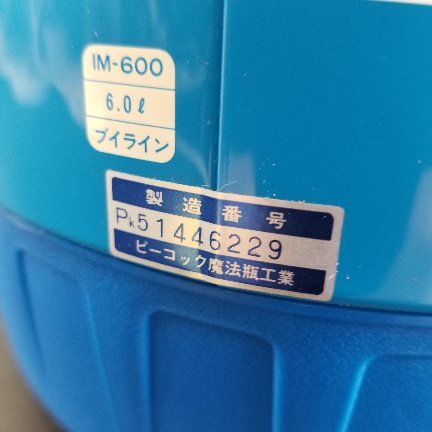 IM-600
6.0ℓ
ブイライン
製造番号
Pk51446229
ピーコック魔法瓶工業